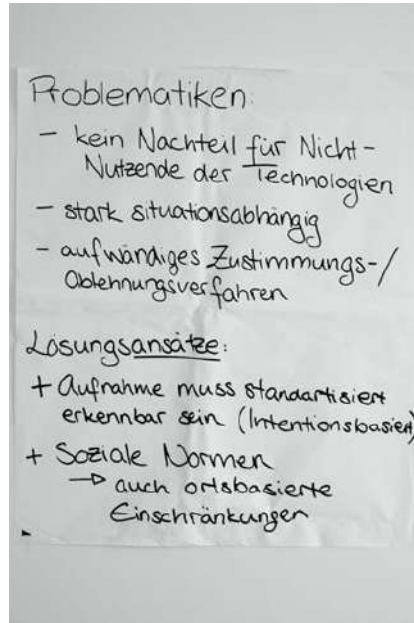 Problematiken:
- kein Nachteil für Nicht-
Nutzende der Technologien
- stark situationsabhängig
- aufwändiges Zustimmungs-/
Ablehnungsverfahren
Lösungsansätze:
+ Aufnahme muss standartisiert
erkennbar sein (Intentionsbasiert)
+ Soziale Normen
→ auch ortsbasierte
Einschränkungen